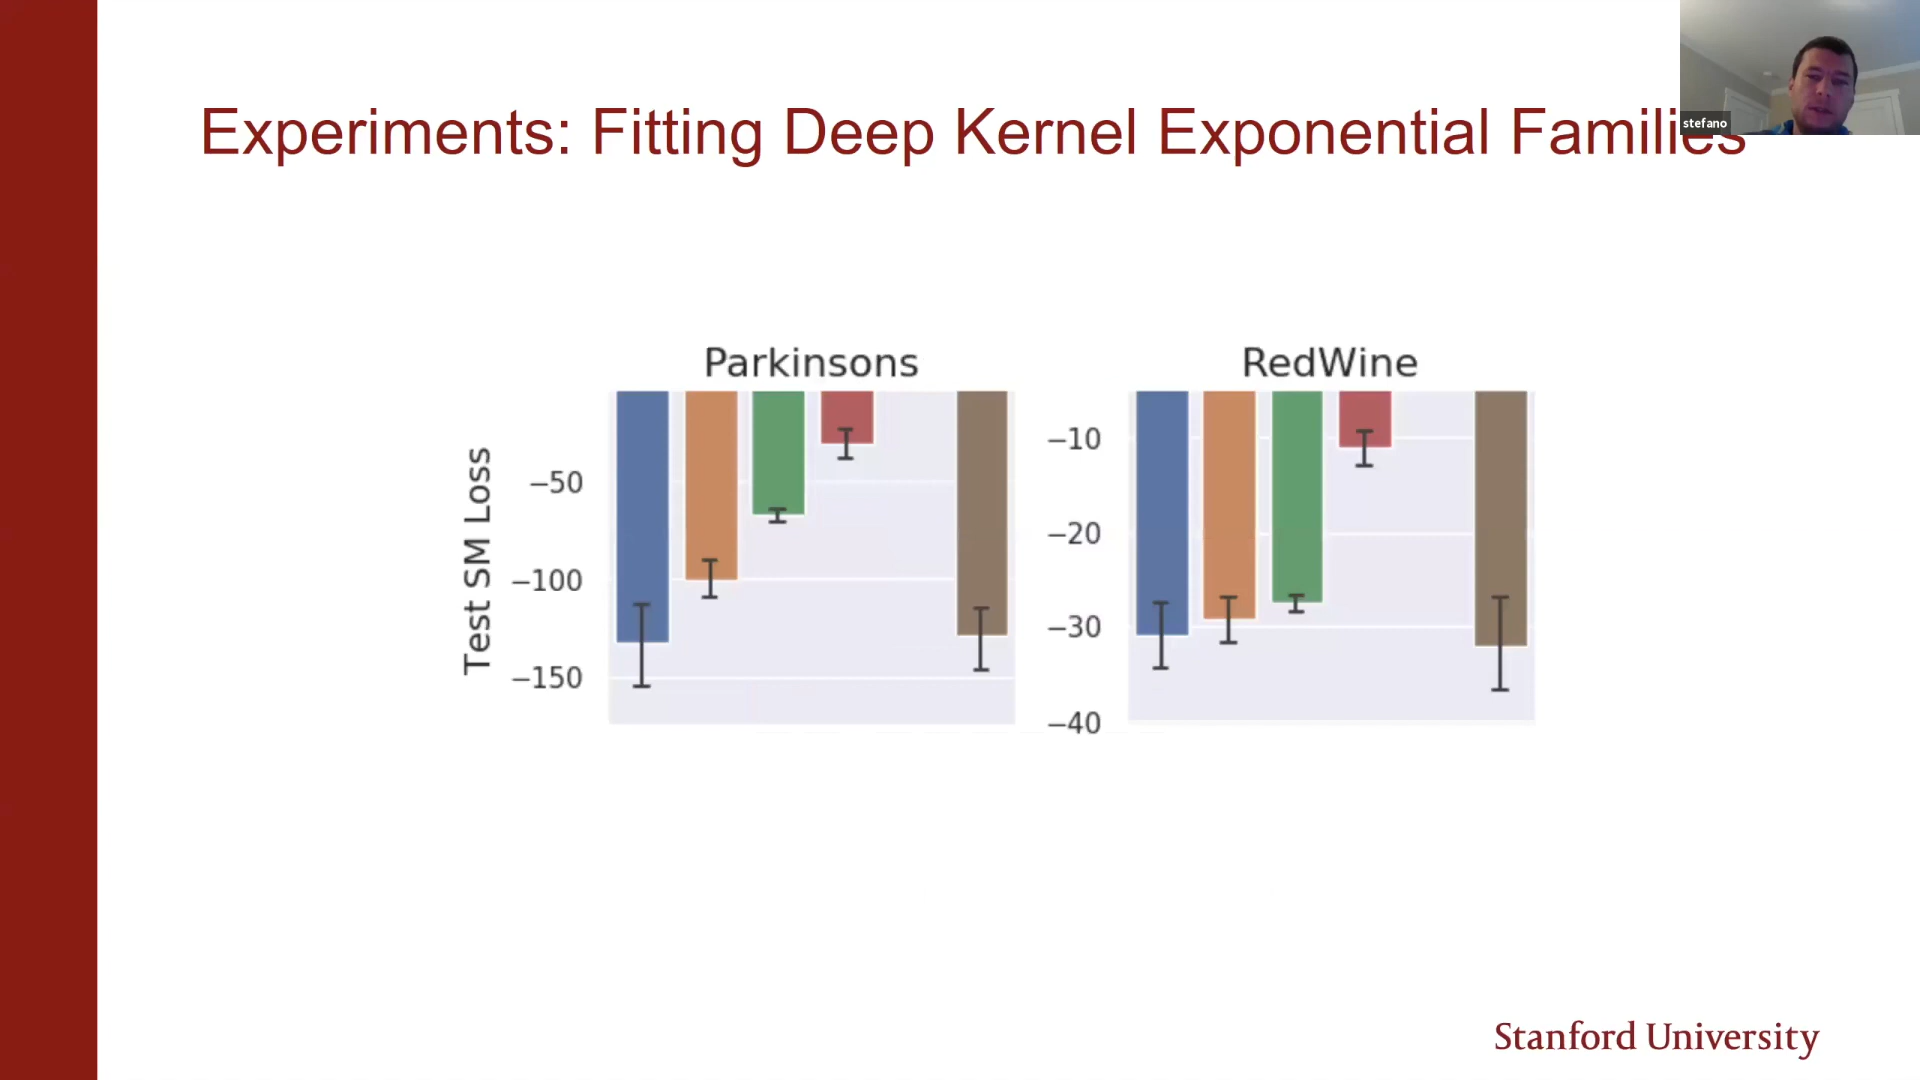 Experiments: Fitting Deep Kernel Exponential Families
stefano
Parkinsons
RedWine
Test SM Loss
−50
−100
−150
−10
−20
−30
−40
Stanford University